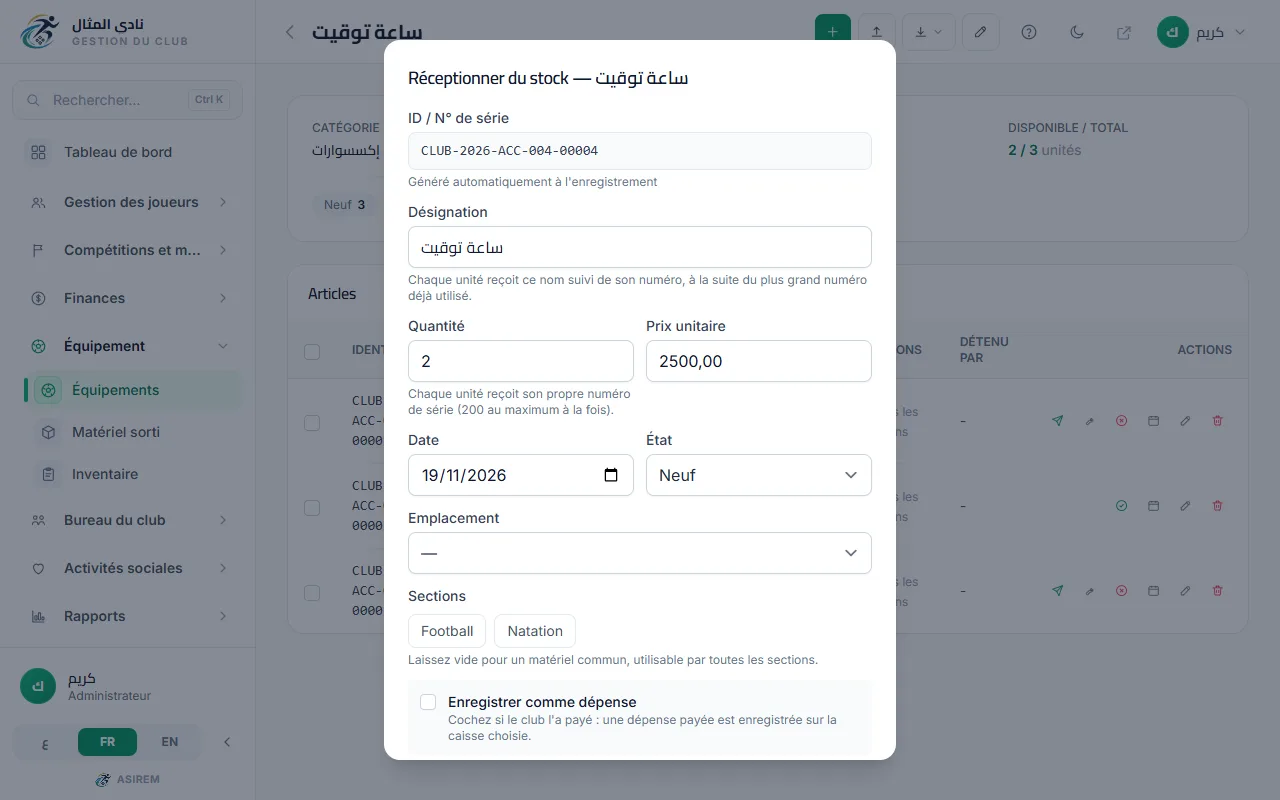 نادي المثال
GESTION DU CLUB
Rechercher...
Ctrl K
Tableau de bord
Gestion des joueurs
Compétitions et m...
Finances
Équipement
Équipements
Matériel sorti
Inventaire
Bureau du club
Activités sociales
Rapports
كريم
Administrateur
ع
FR
EN
ASIREM
ساعة توقيت
كريم
CATÉGORIE
إكسسوارات
Neuf 3
DISPONIBLE / TOTAL
2 / 3 unités
Articles
DÉTENU PAR
ACTIONS
CLUB
-
CLUB
-
CLUB
-
Réceptionner du stock — ساعة توقيت
ID / N° de série
CLUB-2026-ACC-004-00004
Généré automatiquement à l'enregistrement
Désignation
ساعة توقيت
Chaque unité reçoit ce nom suivi de son numéro, à la suite du plus grand numéro
déjà utilisé.
Quantité
Prix unitaire
2
2500,00
Chaque unité reçoit son propre numéro
de série (200 au maximum à la fois).
Date
État
19/11/2026
Neuf
Emplacement
—
Sections
Football
Natation
Laissez vide pour un matériel commun, utilisable par toutes les sections.
Enregistrer comme dépense
Cochez si le club l'a payé : une dépense payée est enregistrée sur la
caisse choisie.